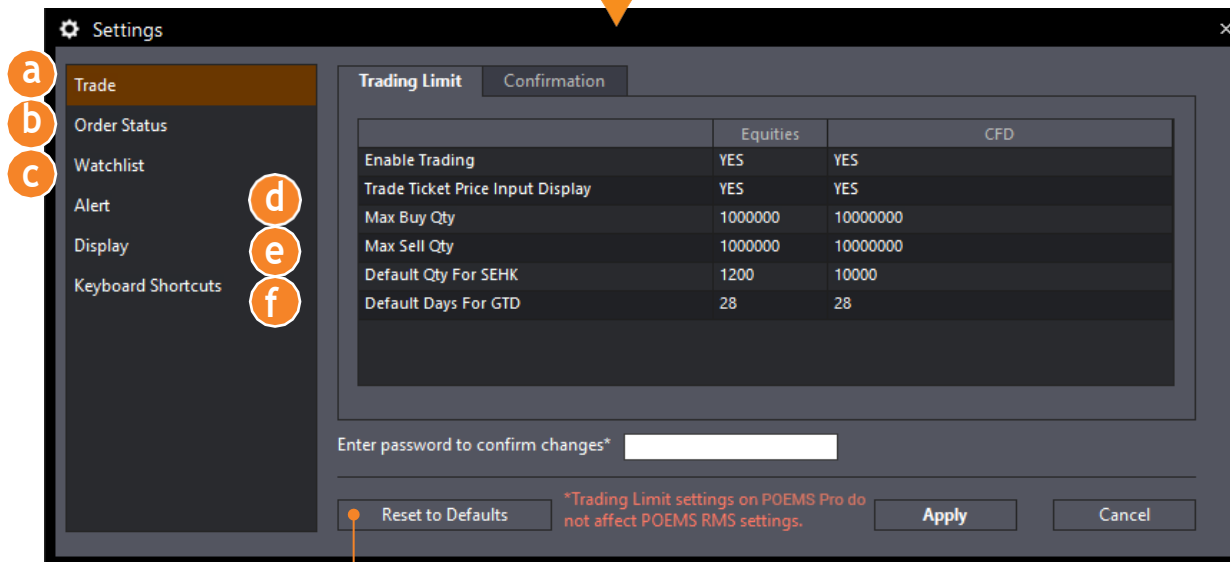 Settings
a
Trade
b
Order Status
c
Watchlist
Alert
d
Display
e
Keyboard Shortcuts
f
Trading Limit Confirmation
Equities CFD
Enable Trading YES YES
Trade Ticket Price Input Display YES YES
Max Buy Qty 1000000 10000000
Max Sell Qty 1000000 10000000
Default Qty For SEHK 1200 10000
Default Days For GTD 28 28
Enter password to confirm changes*
Reset to Defaults
*Trading Limit settings on POEMS Pro do
not affect POEMS RMS settings.
Apply
Cancel